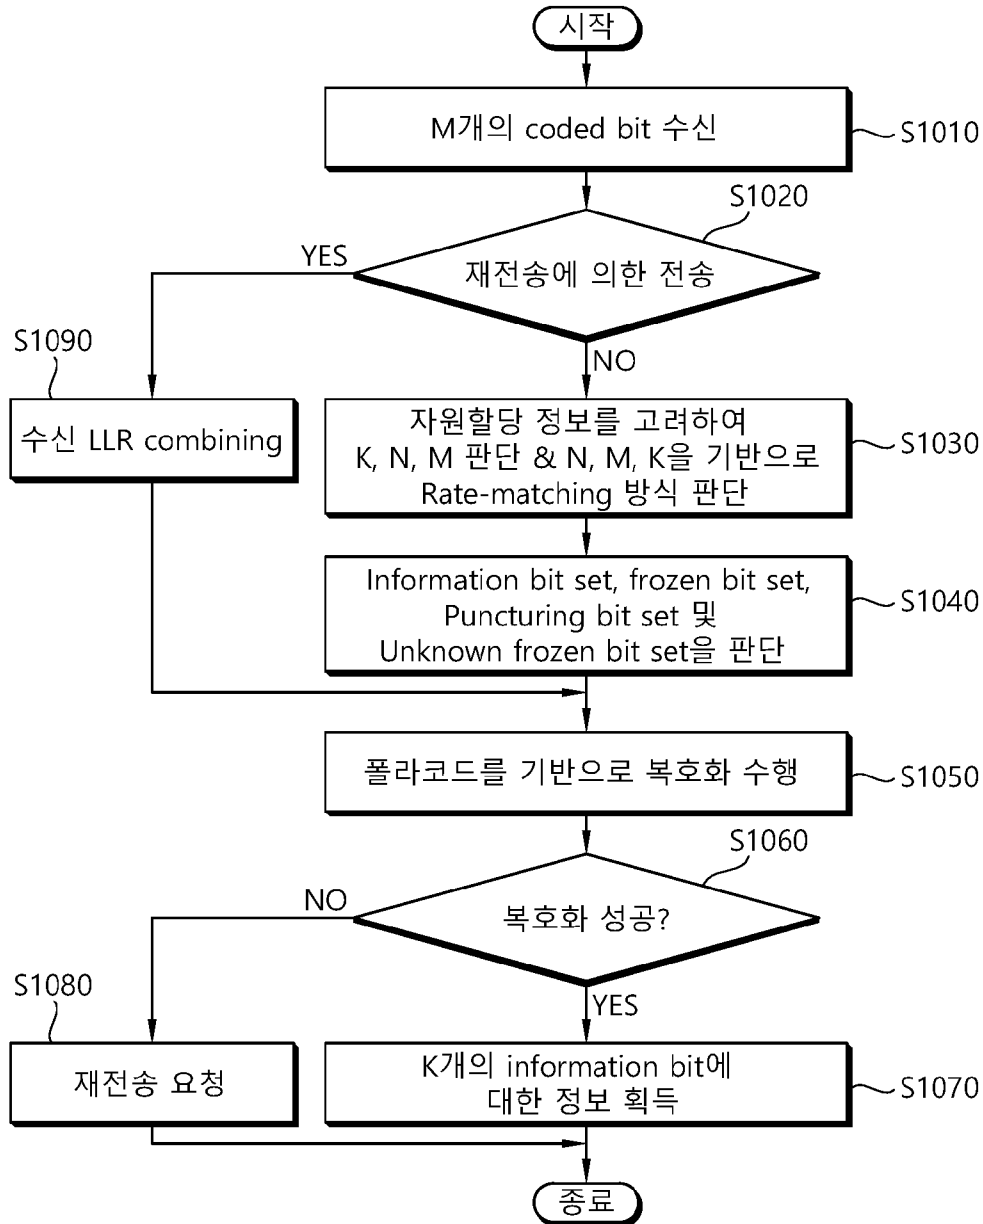 시작
M개의 coded bit 수신
S1010
S1020
YES
재전송에 의한 전송
S1090
NO
수신 LLR combining
자원할당 정보를 고려하여
K, N, M 판단 & N, M, K을 기반으로
Rate-matching 방식 판단
S1030
Information bit set, frozen bit set,
Puncturing bit set 및
Unknown frozen bit set을 판단
S1040
폴라코드를 기반으로 복호화 수행
S1050
S1060
NO
복호화 성공?
S1080
YES
재전송 요청
K개의 information bit에
대한 정보 획득
S1070
종료